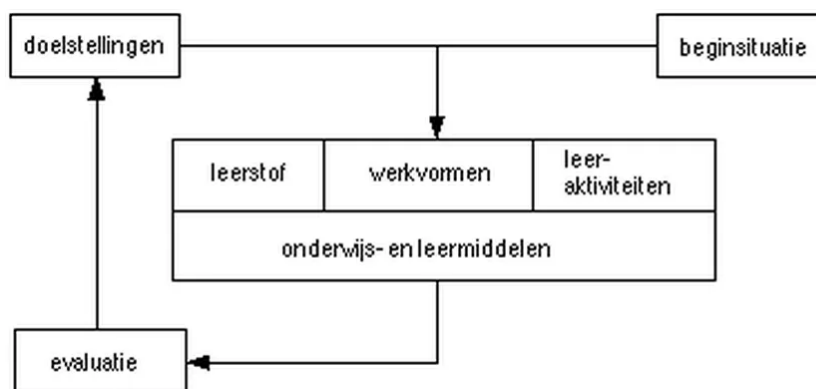 doelstellingen
beginsituatie
leerstof
werkvormen
leer-
aktiviteiten
onderwijs- en leermiddelen
evaluatie